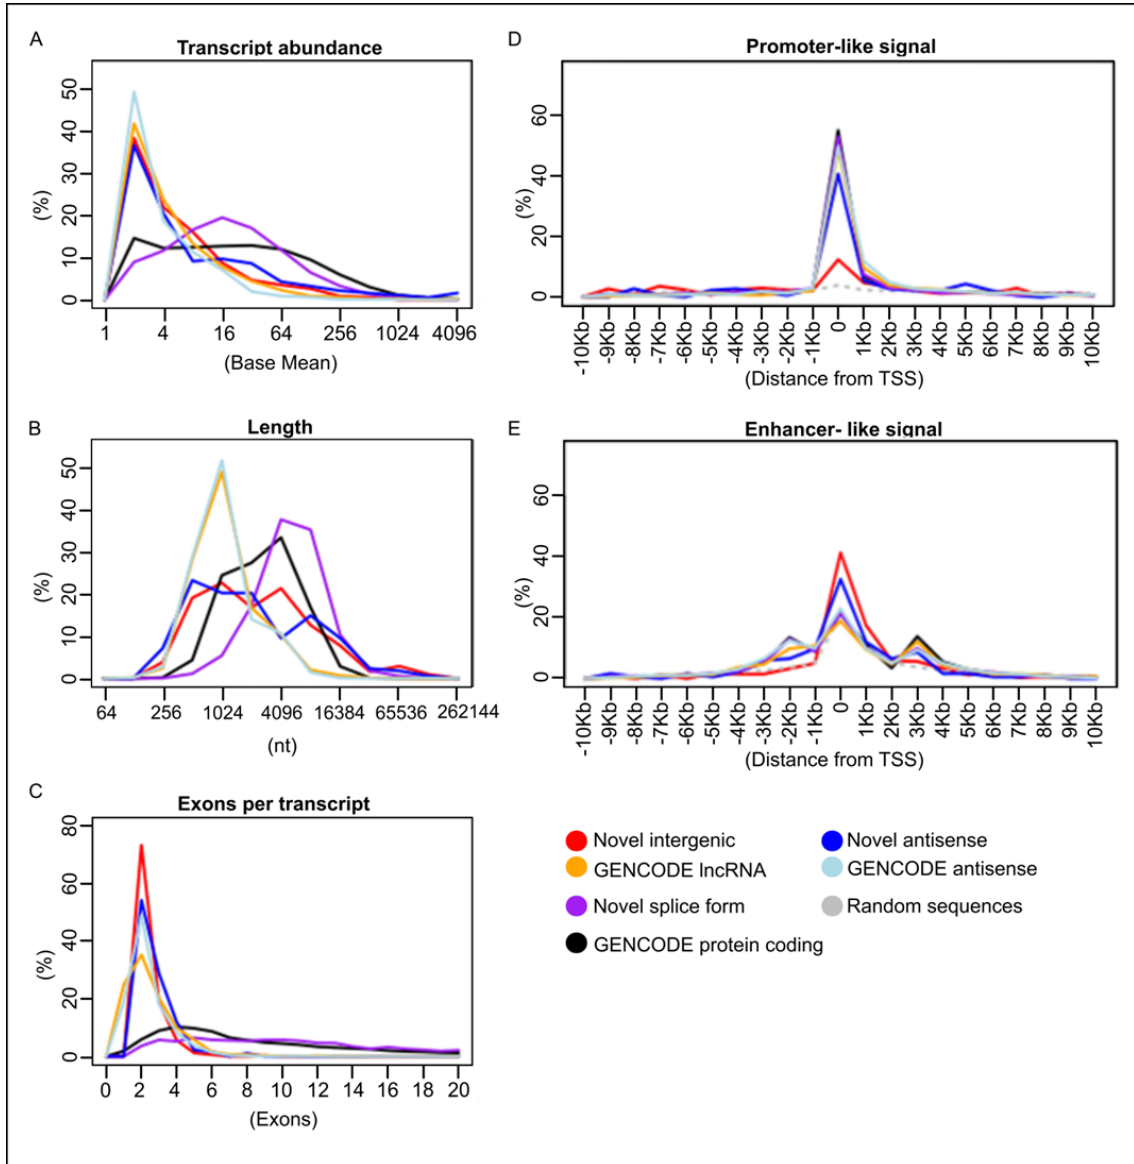 A
Transcript abundance
(%)
50
40
30
20
10
0
1 4 16 64 256 1024 4096
(Base Mean)
B
Length
(%)
50
40
30
20
10
0
64 256 1024 4096 16384 65536 262144
(nt)
C
Exons per transcript
(%)
80
60
40
20
0
0 2 4 6 8 10 12 14 16 18 20
(Exons)
D
Promoter-like signal
(%)
60
40
20
0
-10Kb -9Kb -8Kb -7Kb -6Kb -5Kb -4Kb -3Kb -2Kb -1Kb 0 1Kb 2Kb 3Kb 4Kb 5Kb 6Kb 7Kb 8Kb 9Kb 10Kb
(Distance from TSS)
E
Enhancer- like signal
(%)
60
40
20
0
-10Kb -9Kb -8Kb -7Kb -6Kb -5Kb -4Kb -3Kb -2Kb -1Kb 0 1Kb 2Kb 3Kb 4Kb 5Kb 6Kb 7Kb 8Kb 9Kb 10Kb
(Distance from TSS)
Novel intergenic
Novel antisense
GENCODE lncRNA
GENCODE antisense
Novel splice form
Random sequences
GENCODE protein coding